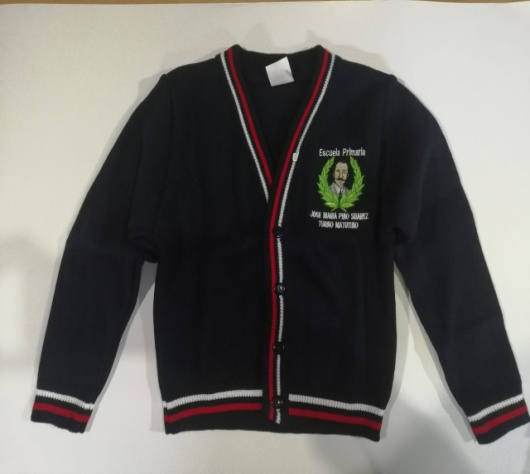 Escuela Primaria
JOSE MARIA PINO SUAREZ
TURNO MATUTINO